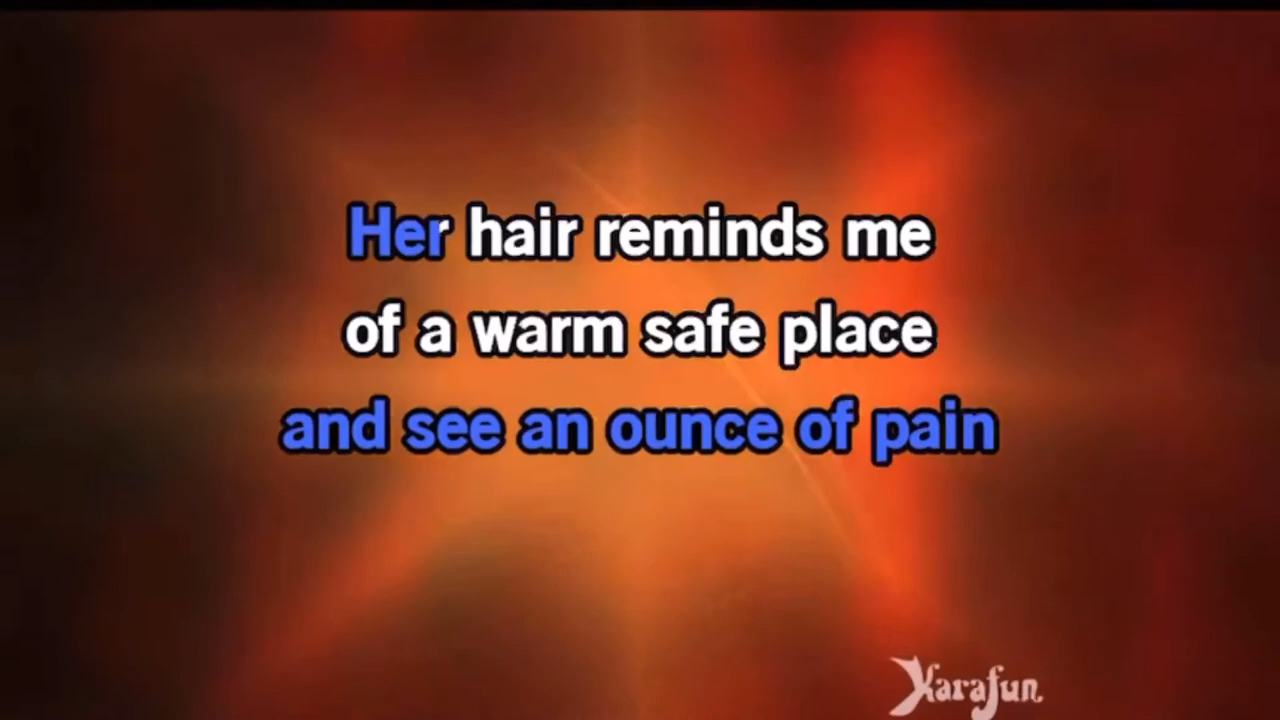 Her hair reminds me
of a warm safe place
and see an ounce of pain
Karafun